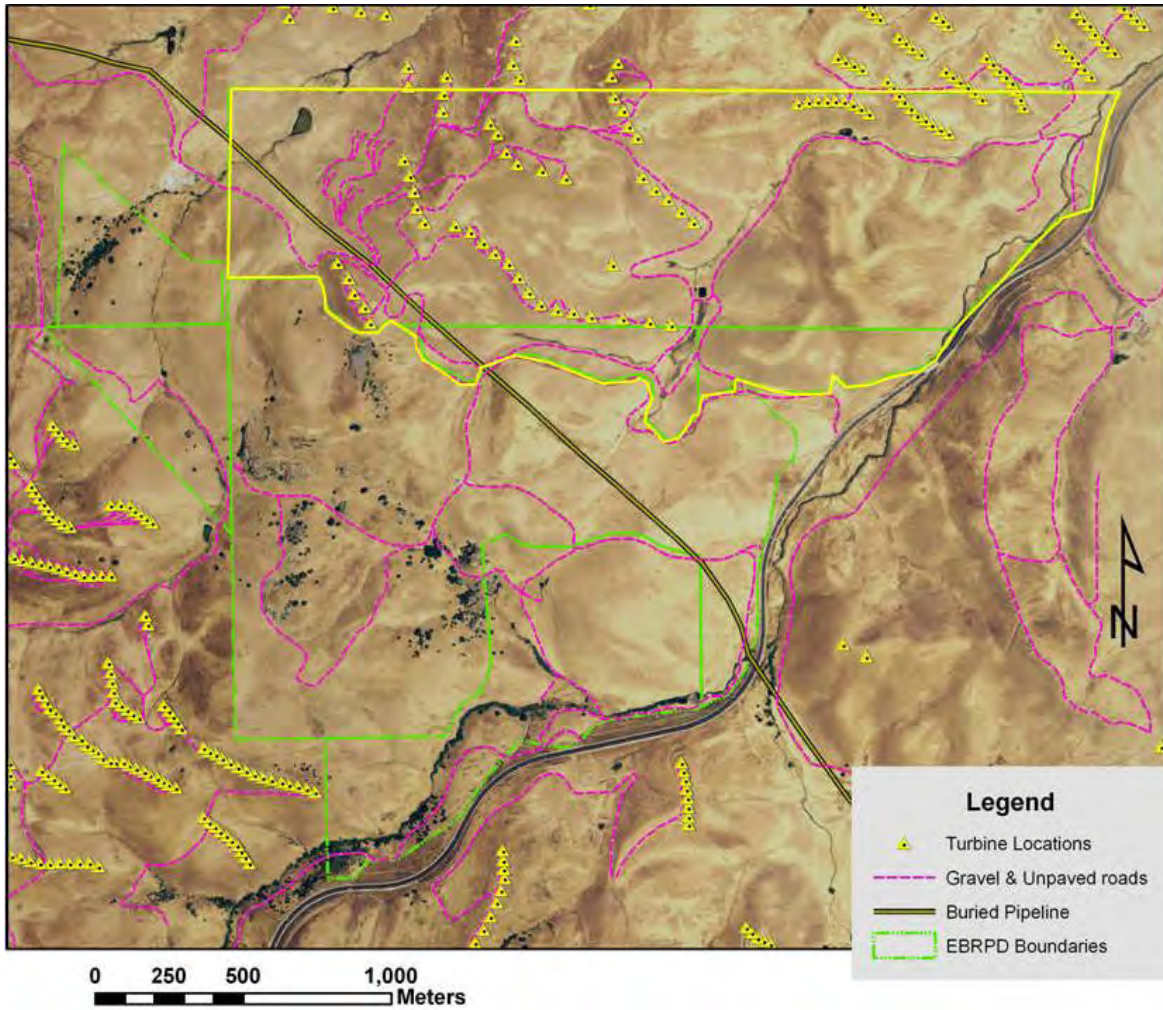 N
Legend
Turbine Locations
Gravel & Unpaved roads
Buried Pipeline
EBRPD Boundaries
0 250 500 1,000
Meters